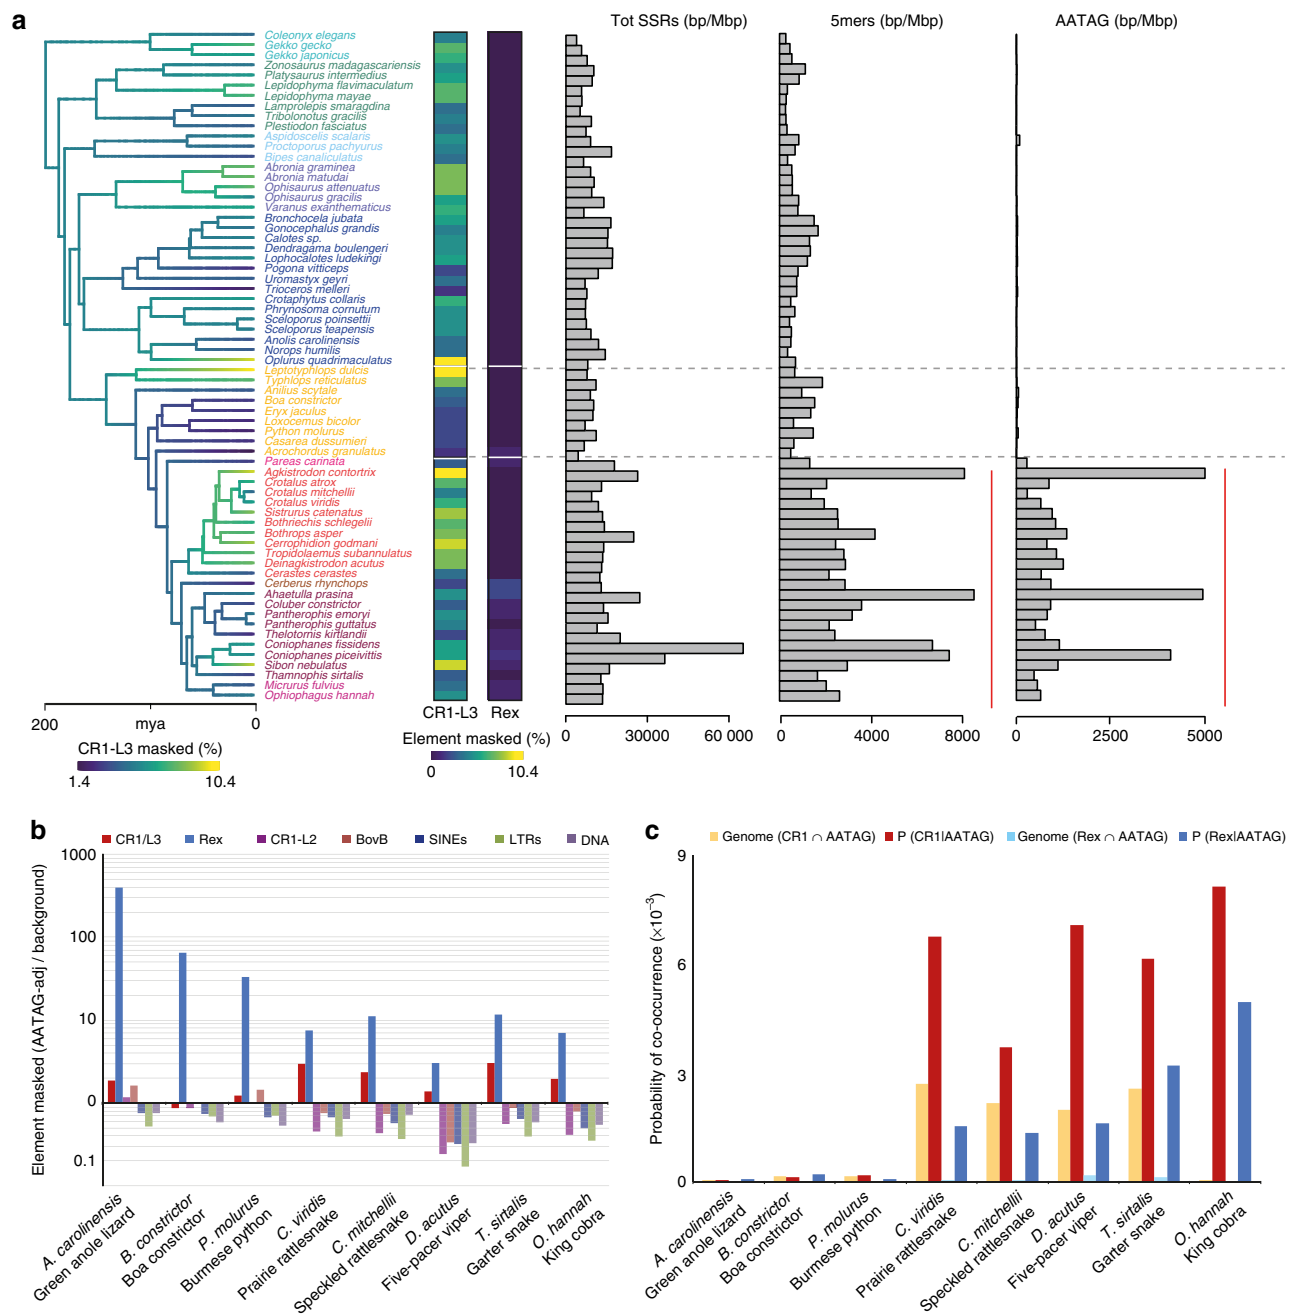 a
Tot SSRs (bp/Mbp)
5mers (bp/Mbp)
AATAG (bp/Mbp)
Coleonyx elegans
Gekko gecko
Gekko japonicus
Zonosaurus madagascariensis
Platysaurus intermedius
Lepidophyma flavimaculatum
Lepidophyma mayae
Lamprolepis smaragdina
Tribolonotus gracilis
Plestiodon fasciatus
Aspidoscelis scalaris
Proctoporus pachyurus
Bipes canaliculatus
Abronia graminea
Abronia matudai
Ophisaurus attenuatus
Ophisaurus gracilis
Varanus exanthematicus
Bronchocela jubata
Gonocephalus grandis
Calotes sp.
Dendragama boulengeri
Lophocalotes ludekingi
Pogona vitticeps
Uromastyx geyri
Trioceros melleri
Crotaphytus collaris
Phrynosoma cornutum
Sceloporus poinsettii
Sceloporus teapensis
Anolis carolinensis
Norops humilis
Oplurus quadrimaculatus
Leptotyphlops dulcis
Typhlops reticulatus
Anilius scytale
Boa constrictor
Eryx jaculus
Loxocemus bicolor
Python molurus
Casarea dussumieri
Acrochordus granulatus
Pareas carinata
Agkistrodon contortrix
Crotalus atrox
Crotalus mitchellii
Crotalus viridis
Sistrurus catenatus
Bothriechis schlegelii
Bothrops asper
Cerrophidion godmani
Tropidolaemus subannulatus
Deinagkistrodon acutus
Cerastes cerastes
Cerberus rhynchops
Ahaetulla prasina
Coluber constrictor
Pantherophis emoryi
Pantherophis guttatus
Thelotornis kirtlandii
Coniophanes fissidens
Coniophanes piceivittis
Sibon nebulatus
Thamnophis sirtalis
Micrurus fulvius
Ophiophagus hannah
200 mya 0
CR1-L3 masked (%)
1.4 10.4
CR1-L3 Rex
Element masked (%)
0 10.4
0 30000 60 000
0 4000 8000
0 2500 5000
b
CR1/L3 Rex CR1-L2 BovB SINEs LTRs DNA
Element masked (AATAG-adj / background)
1000
100
10
0
0.1
A. carolinensis
Green anole lizard
B. constrictor
Boa constrictor
P. molurus
Burmese python
C. viridis
Prairie rattlesnake
C. mitchellii
Speckled rattlesnake
D. acutus
Five-pacer viper
T. sirtalis
Garter snake
O. hannah
King cobra
c
Genome (CR1 ∩ AATAG) P (CR1|AATAG) Genome (Rex ∩ AATAG) P (Rex|AATAG)
Probability of co-occurrence (×10⁻³)
9
6
3
0
A. carolinensis
Green anole lizard
B. constrictor
Boa constrictor
P. molurus
Burmese python
C. viridis
Prairie rattlesnake
C. mitchellii
Speckled rattlesnake
D. acutus
Five-pacer viper
T. sirtalis
Garter snake
O. hannah
King cobra